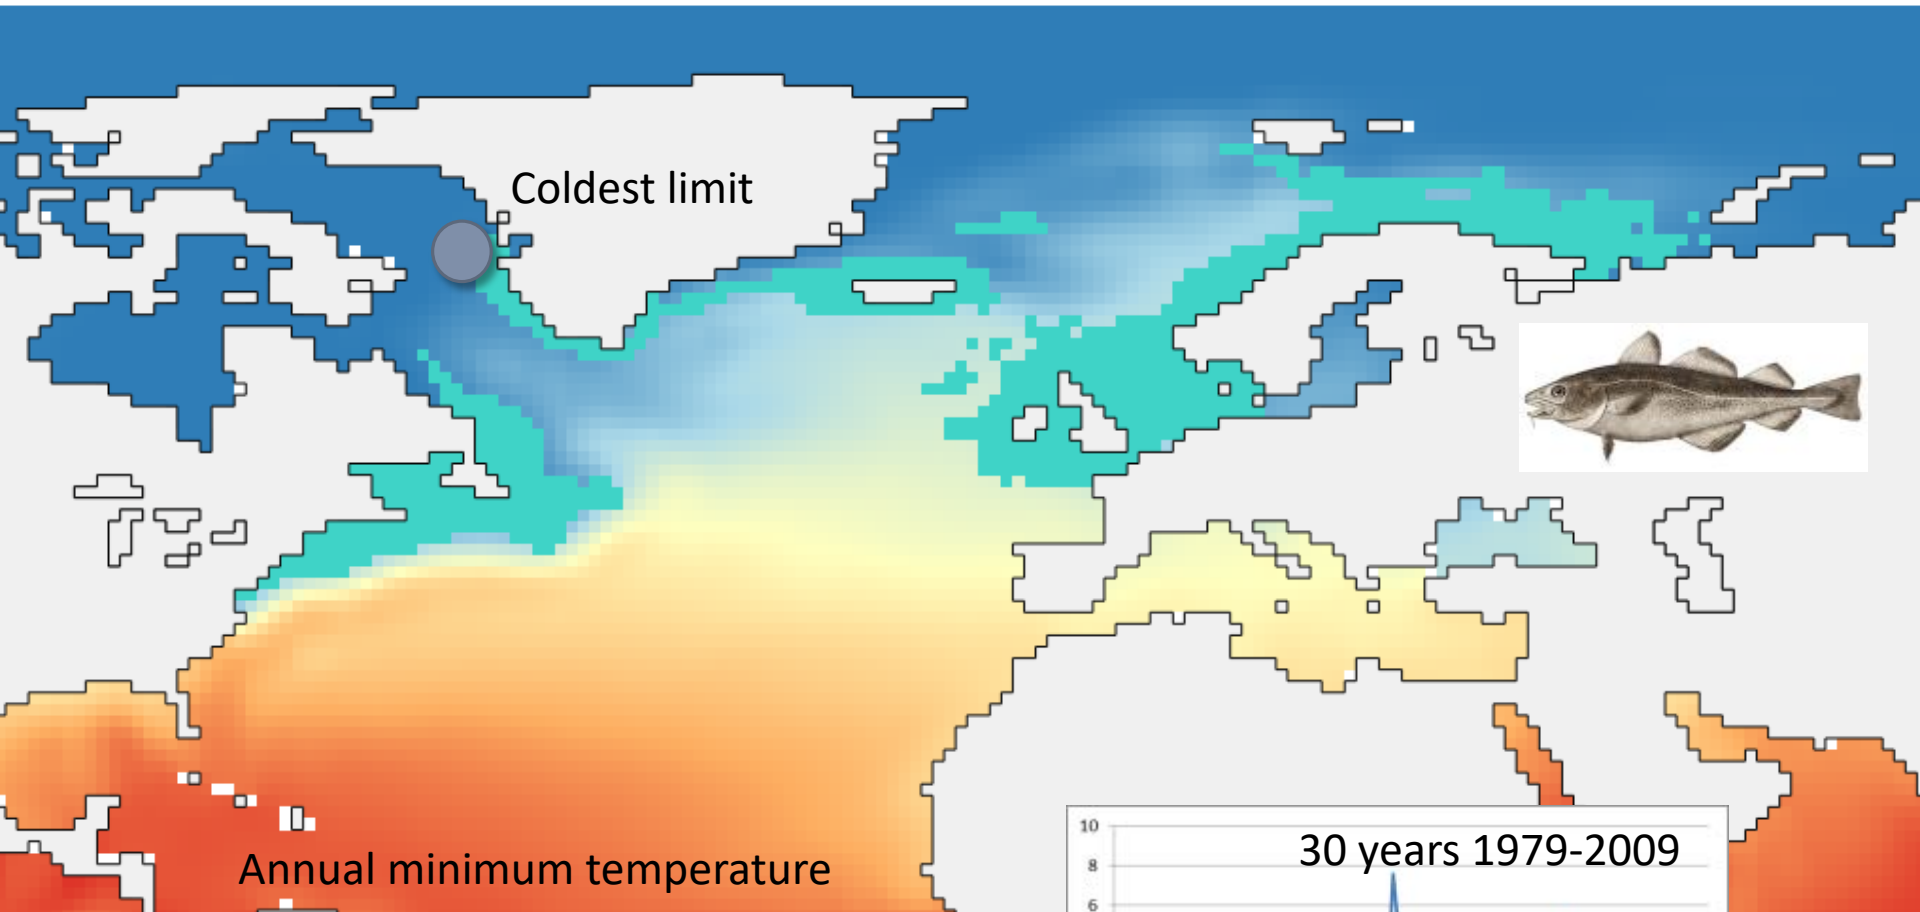 Coldest limit
Annual minimum temperature
30 years 1979-2009
10
8
6